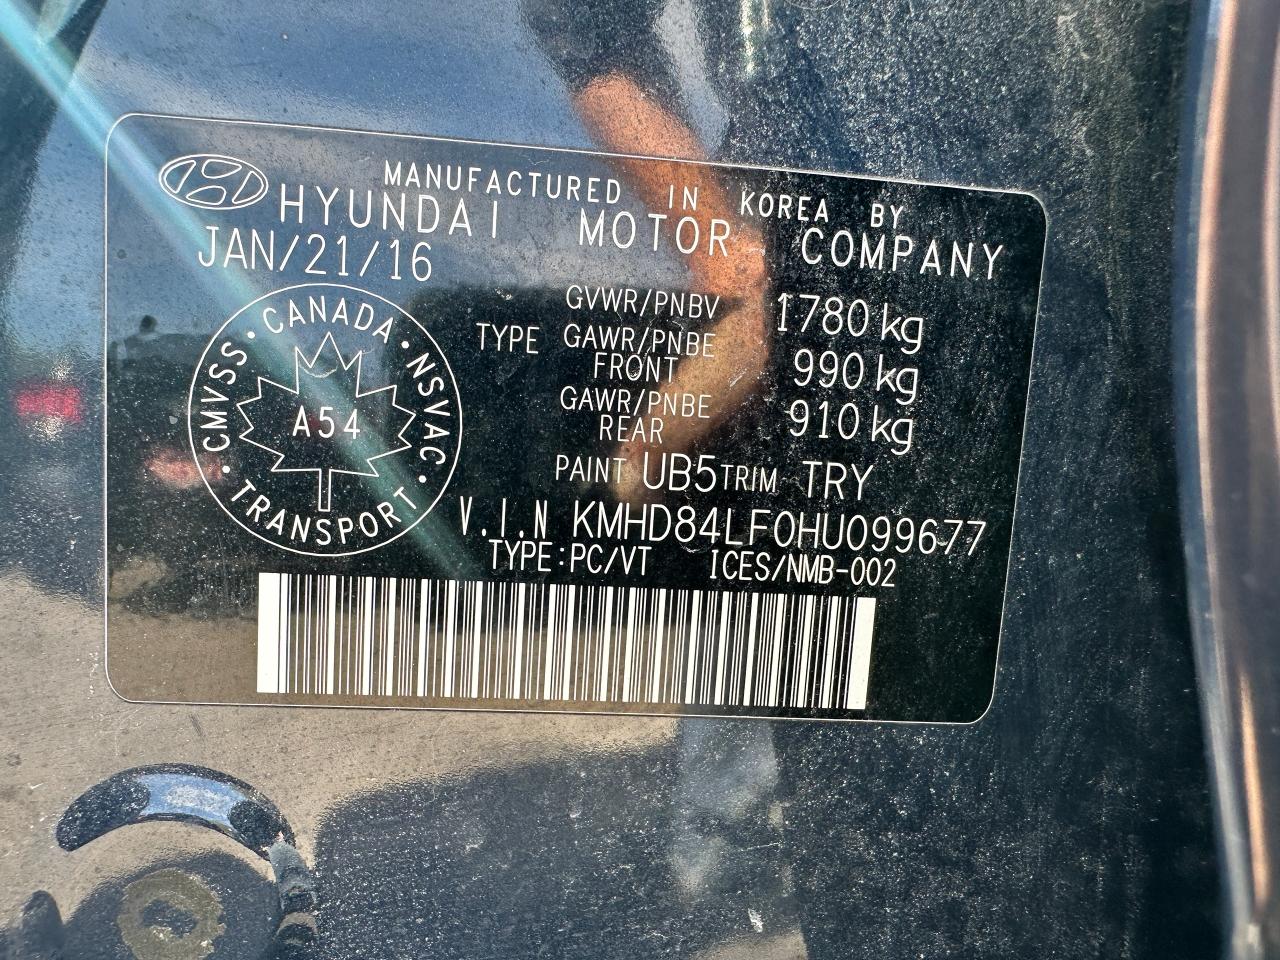 MANUFACTURED IN KOREA BY
HYUNDAI MOTOR COMPANY
JAN/21/16
GVWR/PNBV 1780 kg
TYPE GAWR/PNBE FRONT 990 kg
GAWR/PNBE REAR 910 kg
CANADA · NSVAC · TRANSPORT · CMVSS ·
A54
PAINT UB5 TRIM TRY
V.I.N KMHD84LF0HU099677
TYPE:PC/VT ICES/NMB-002